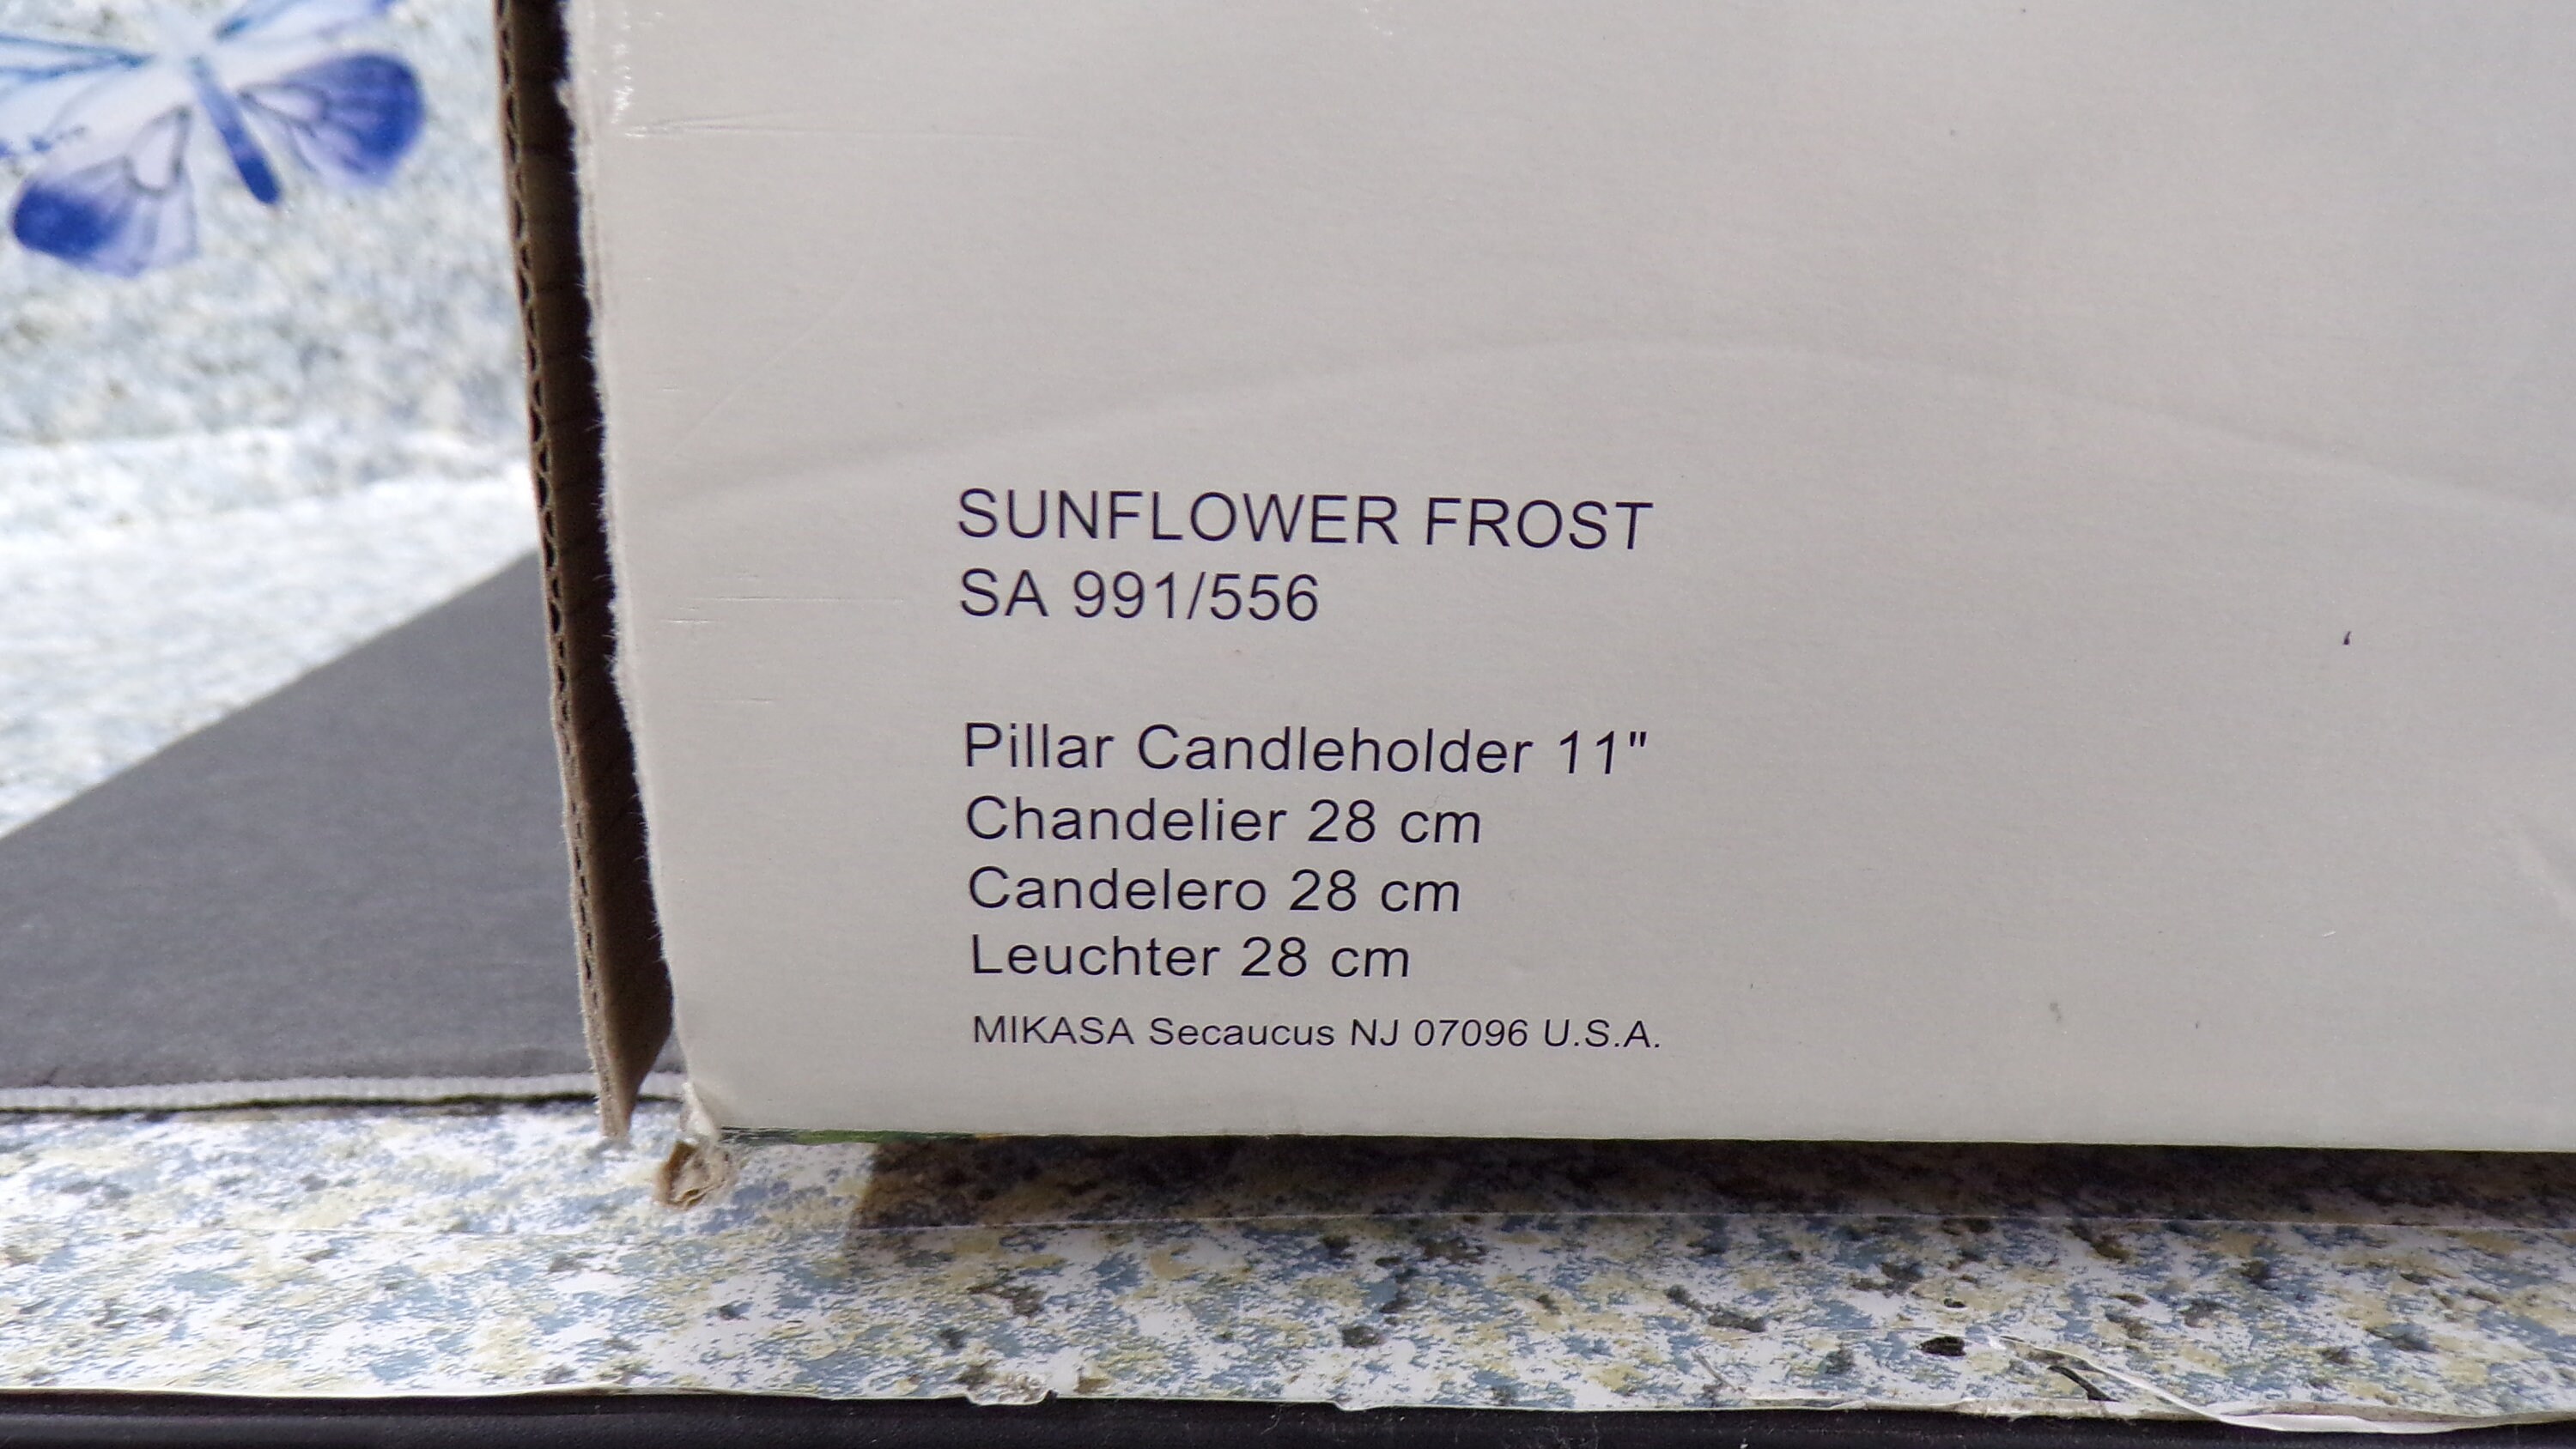 SUNFLOWER FROST
SA 991/556
Pillar Candleholder 11"
Chandelier 28 cm
Candelero 28 cm
Leuchter 28 cm
MIKASA Secaucus NJ 07096 U.S.A.